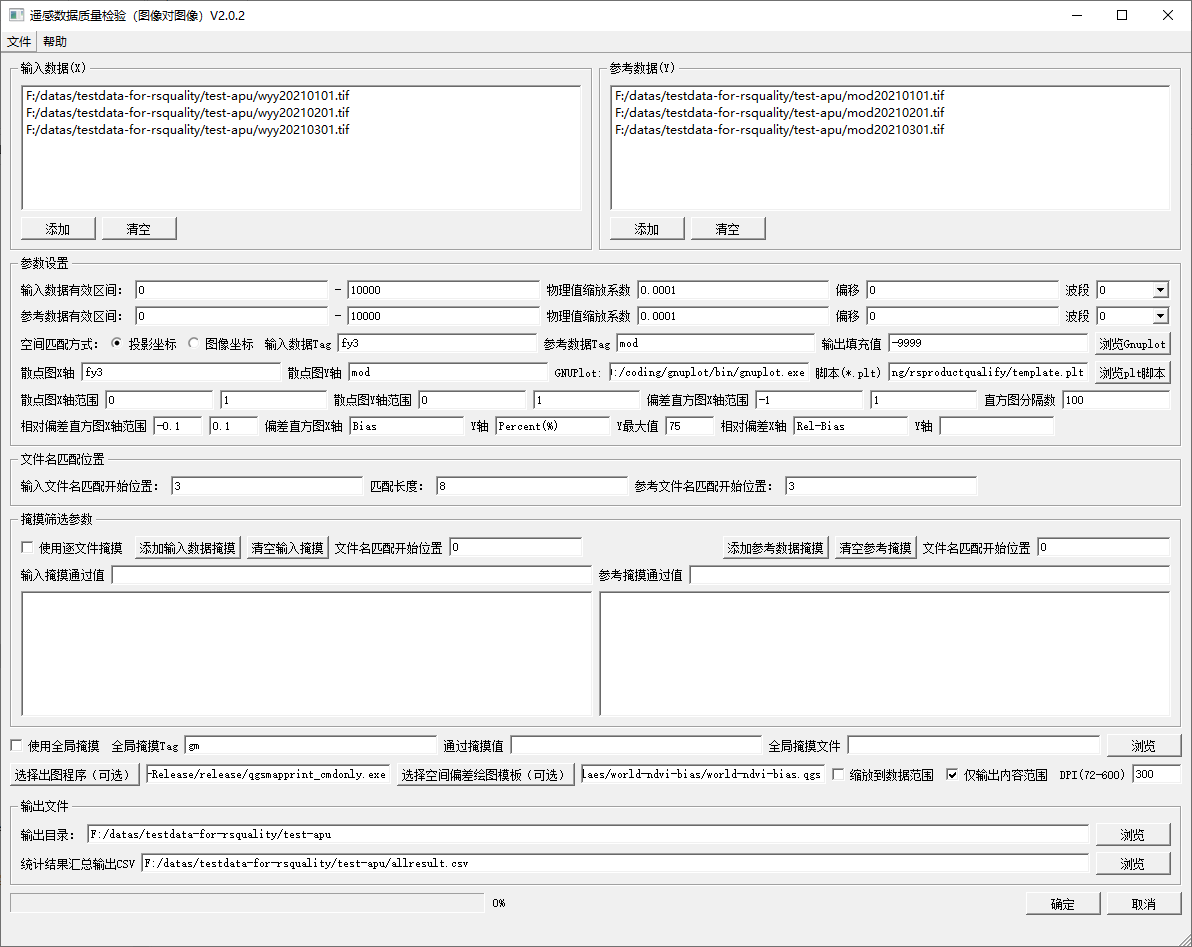 遥感数据质量检验（图像对图像）V2.0.2
文件 帮助
输入数据(X) 参考数据(Y)
F:/datas/testdata-for-rsquality/test-apu/wyy20210101.tif
F:/datas/testdata-for-rsquality/test-apu/wyy20210201.tif
F:/datas/testdata-for-rsquality/test-apu/wyy20210301.tif
F:/datas/testdata-for-rsquality/test-apu/mod20210101.tif
F:/datas/testdata-for-rsquality/test-apu/mod20210201.tif
F:/datas/testdata-for-rsquality/test-apu/mod20210301.tif
添加 清空 添加 清空
参数设置
输入数据有效区间： 0 - 10000 物理值缩放系数 0.0001 偏移 0 波段 0
参考数据有效区间： 0 - 10000 物理值缩放系数 0.0001 偏移 0 波段 0
空间匹配方式： 投影坐标 图像坐标 输入数据Tag fy3 参考数据Tag mod 输出填充值 -9999 浏览Gnuplot
散点图X轴 fy3 散点图Y轴 mod GNUPlot: :/coding/gnuplot/bin/gnuplot.exe 脚本(*.plt) ng/rsproductqualify/template.plt 浏览plt脚本
散点图X轴范围 0 1 散点图Y轴范围 0 1 偏差直方图X轴范围 -1 1 直方图分隔数 100
相对偏差直方图X轴范围 -0.1 0.1 偏差直方图X轴 Bias Y轴 Percent(%) Y最大值 75 相对偏差X轴 Rel-Bias Y轴
文件名匹配位置
输入文件名匹配开始位置： 3 匹配长度： 8 参考文件名匹配开始位置： 3
掩摸筛选参数
使用逐文件掩摸 添加输入数据掩摸 清空输入掩摸 文件名匹配开始位置 0 添加参考数据掩摸 清空参考掩摸 文件名匹配开始位置 0
输入掩摸通过值 参考掩摸通过值
使用全局掩摸 全局掩摸Tag gm 通过掩摸值 全局掩摸文件 浏览
选择出图程序（可选） -Release/release/qgsmapprint_cmdonly.exe 选择空间偏差绘图模板（可选） laes/world-ndvi-bias/world-ndvi-bias.qgs 缩放到数据范围 仅输出内容范围 DPI(72-600) 300
输出文件
输出目录： F:/datas/testdata-for-rsquality/test-apu 浏览
统计结果汇总输出CSV F:/datas/testdata-for-rsquality/test-apu/allresult.csv 浏览
0% 确定 取消